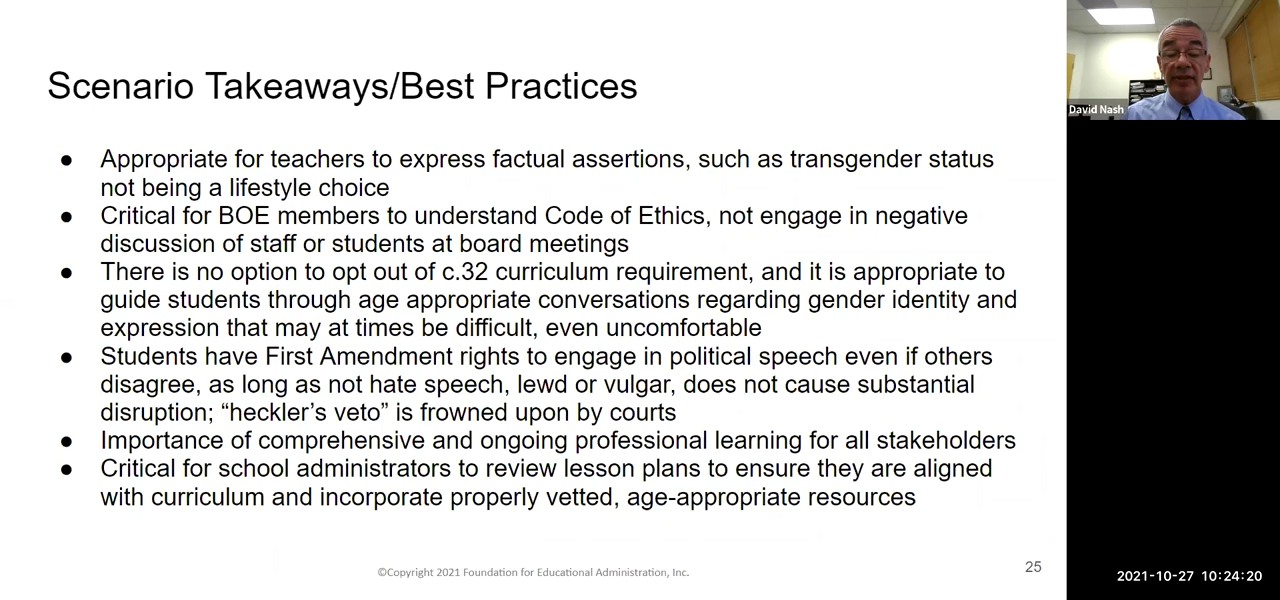 Scenario Takeaways/Best Practices
● Appropriate for teachers to express factual assertions, such as transgender status
not being a lifestyle choice
● Critical for BOE members to understand Code of Ethics, not engage in negative
discussion of staff or students at board meetings
● There is no option to opt out of c.32 curriculum requirement, and it is appropriate to
guide students through age appropriate conversations regarding gender identity and
expression that may at times be difficult, even uncomfortable
● Students have First Amendment rights to engage in political speech even if others
disagree, as long as not hate speech, lewd or vulgar, does not cause substantial
disruption; “heckler’s veto” is frowned upon by courts
● Importance of comprehensive and ongoing professional learning for all stakeholders
● Critical for school administrators to review lesson plans to ensure they are aligned
with curriculum and incorporate properly vetted, age-appropriate resources
©Copyright 2021 Foundation for Educational Administration, Inc.
25
David Nash
2021-10-27 10:24:20